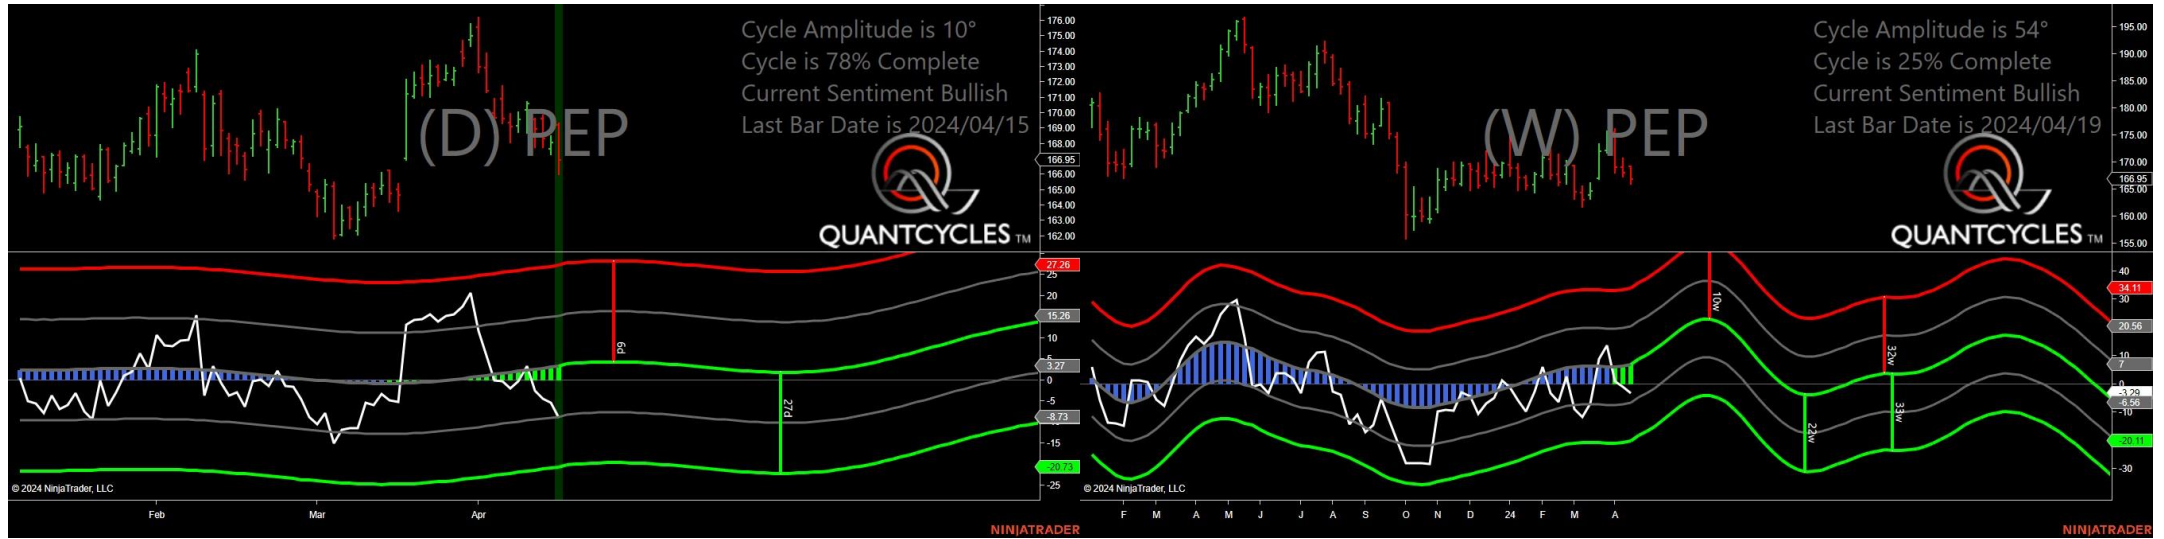 Cycle Amplitude is 10°
Cycle is 78% Complete
Current Sentiment Bullish
Last Bar Date is 2024/04/15
(D) PEP
QUANTCYCLES TM
176.00
175.00
174.00
173.00
172.00
171.00
170.00
169.00
168.00
166.95
166.00
165.00
164.00
163.00
162.00
27.26
25
20
15.26
10
5
3.27
0
-5
-8.73
-15
-20.73
-25
6d
27d
© 2024 NinjaTrader, LLC
Feb Mar Apr
NINJATRADER
Cycle Amplitude is 54°
Cycle is 25% Complete
Current Sentiment Bullish
Last Bar Date is 2024/04/19
(W) PEP
QUANTCYCLES TM
195.00
190.00
185.00
180.00
175.00
170.00
166.95
165.00
160.00
155.00
40
34.11
30
20.56
10
7
0
-3.29
-6.56
-10
-20.11
-30
10w
32w
22w
33w
© 2024 NinjaTrader, LLC
F M A M J J A S O N D 24 F M A
NINJATRADER